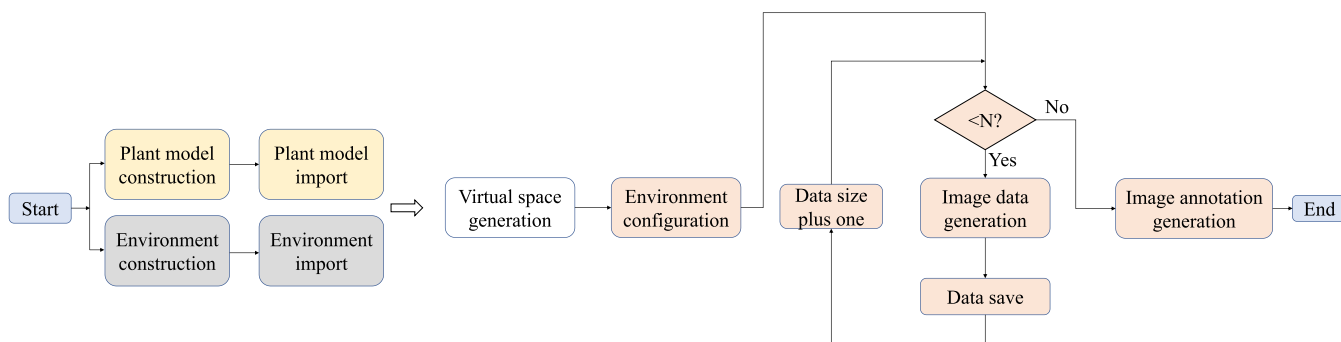 Start
Plant model
construction
Plant model
import
Environment
construction
Environment
import
Virtual space
generation
Environment
configuration
Data size
plus one
<N?
No
Yes
Image data
generation
Data save
Image annotation
generation
End